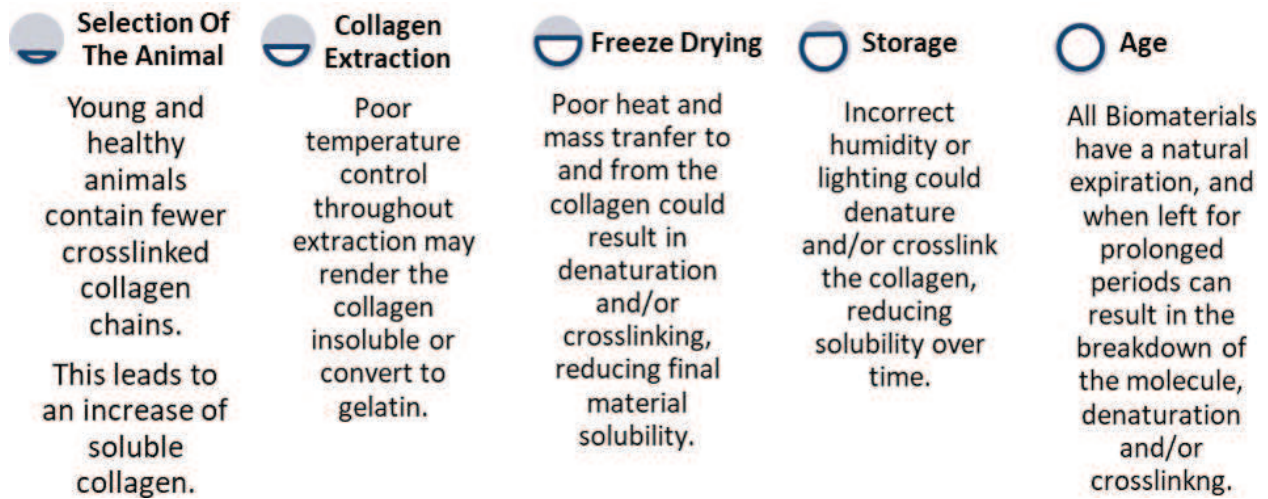 Selection Of
The Animal
Young and
healthy
animals
contain fewer
crosslinked
collagen
chains.
This leads to
an increase of
soluble
collagen.
Collagen
Extraction
Poor
temperature
control
throughout
extraction may
render the
collagen
insoluble or
convert to
gelatin.
Freeze Drying
Poor heat and
mass tranfer to
and from the
collagen could
result in
denaturation
and/or
crosslinking,
reducing final
material
solubility.
Storage
Incorrect
humidity or
lighting could
denature
and/or crosslink
the collagen,
reducing
solubility over
time.
Age
All Biomaterials
have a natural
expiration, and
when left for
prolonged
periods can
result in the
breakdown of
the molecule,
denaturation
and/or
crosslinkng.